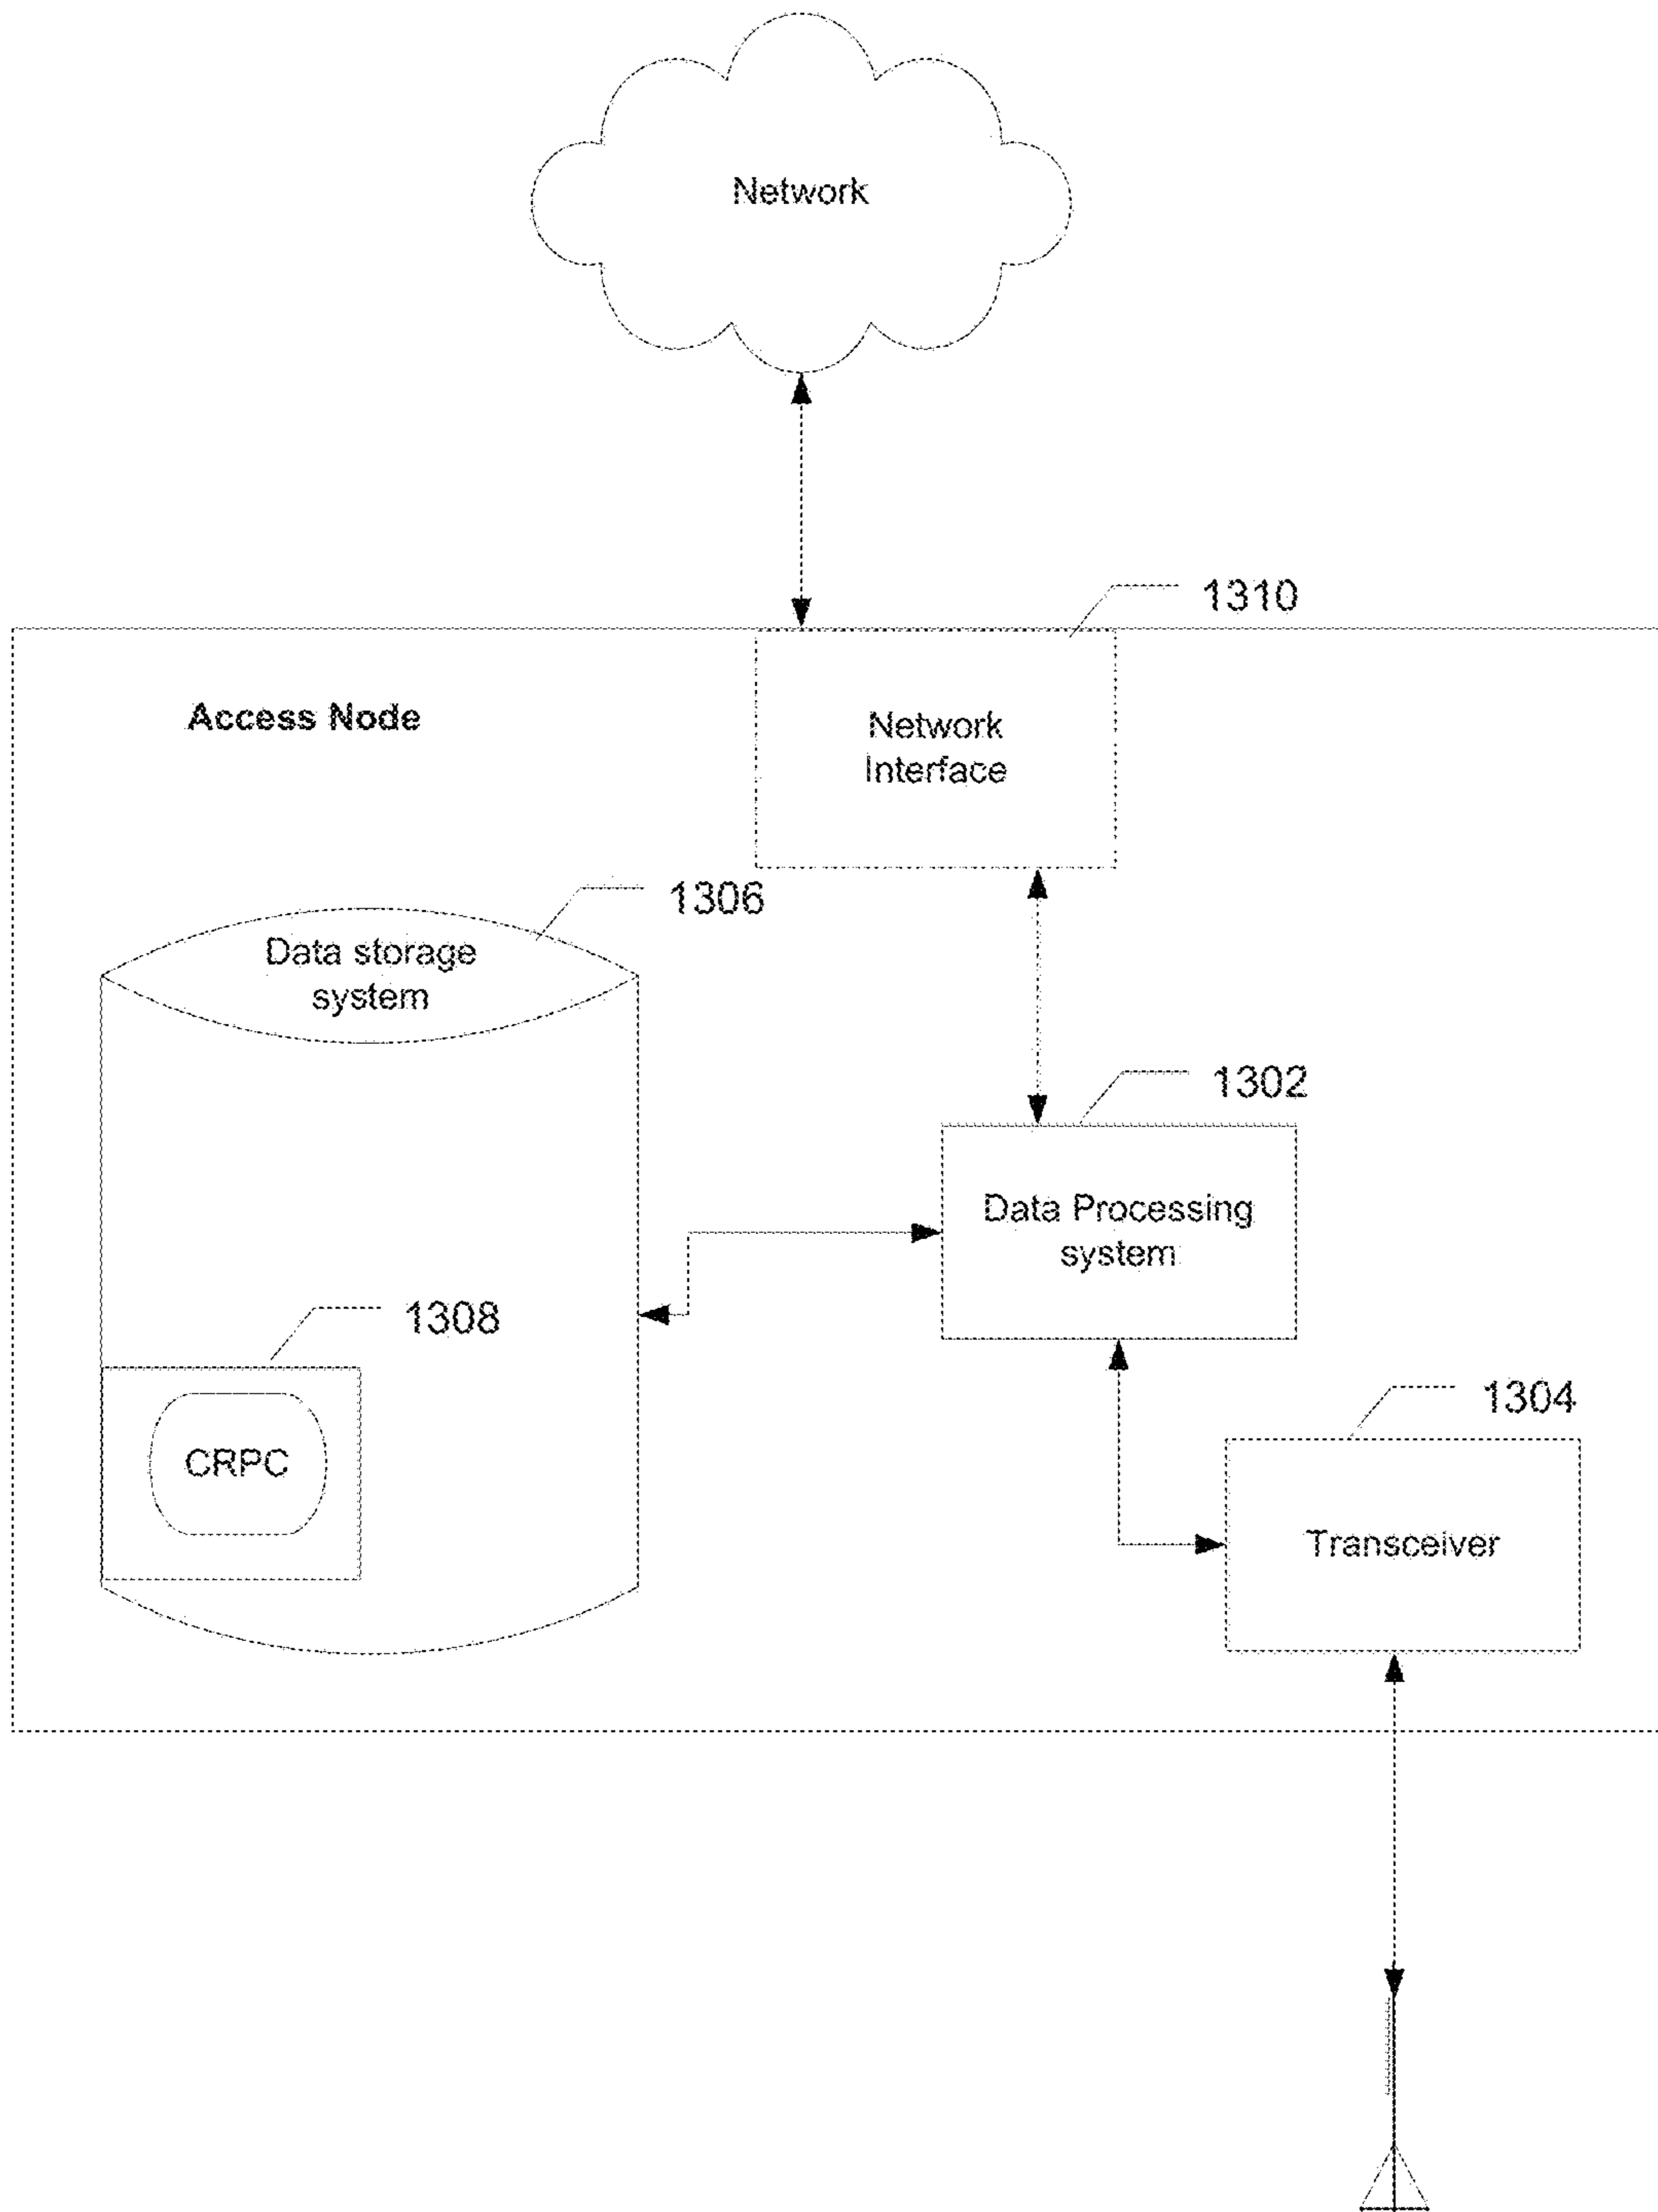 Network
1310
Access Node
Network
Interface
1306
Data storage
system
1302
Data Processing
system
1308
CRPC
1304
Transceiver